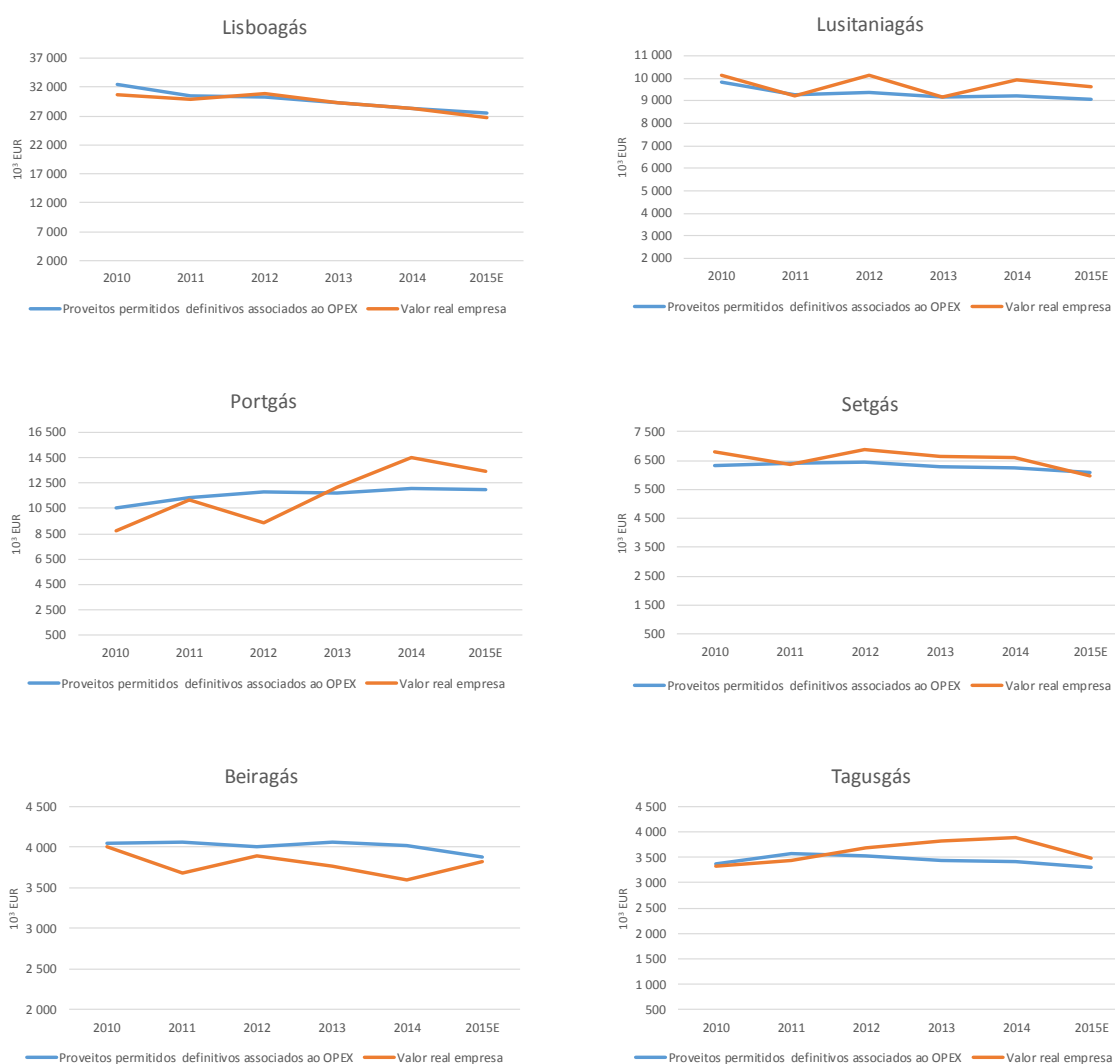 Lisboagás
37 000
32 000
27 000
22 000
17 000
12 000
7 000
2 000
10³ EUR
2010 2011 2012 2013 2014 2015E
Proveitos permitidos definitivos associados ao OPEX Valor real empresa
Lusitaniagás
11 000
10 000
9 000
8 000
7 000
6 000
5 000
4 000
3 000
2 000
10³ EUR
2010 2011 2012 2013 2014 2015E
Proveitos permitidos definitivos associados ao OPEX Valor real empresa
Portgás
16 500
14 500
12 500
10 500
8 500
6 500
4 500
2 500
500
10³ EUR
2010 2011 2012 2013 2014 2015E
Proveitos permitidos definitivos associados ao OPEX Valor real empresa
Setgás
7 500
6 500
5 500
4 500
3 500
2 500
1 500
500
10³ EUR
2010 2011 2012 2013 2014 2015E
Proveitos permitidos definitivos associados ao OPEX Valor real empresa
Beiragás
4 500
4 000
3 500
3 000
2 500
2 000
10³ EUR
2010 2011 2012 2013 2014 2015E
Proveitos permitidos definitivos associados ao OPEX Valor real empresa
Tagusgás
4 500
4 000
3 500
3 000
2 500
2 000
1 500
1 000
500
10³ EUR
2010 2011 2012 2013 2014 2015E
Proveitos permitidos definitivos associados ao OPEX Valor real empresa